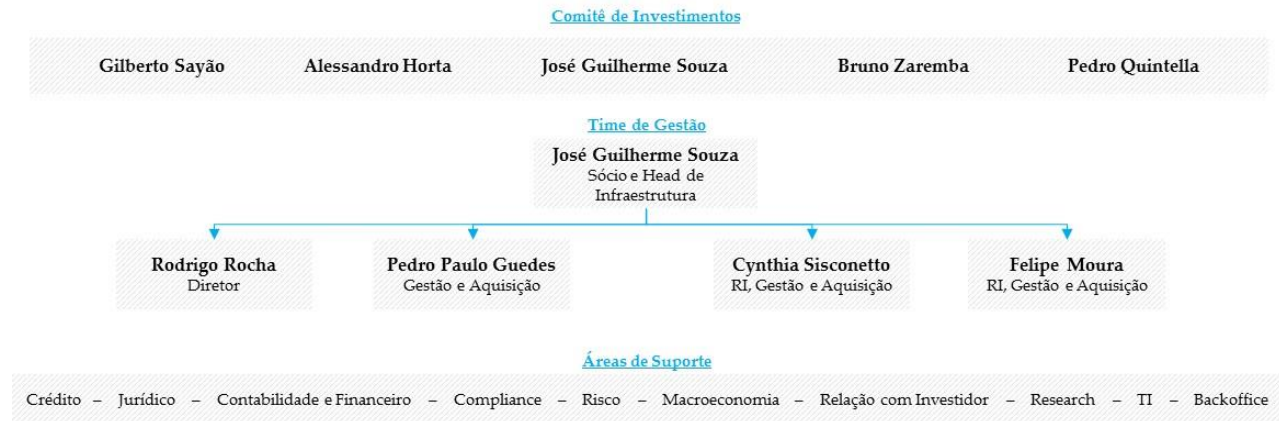 Comitê de Investimentos
Gilberto Sayão Alessandro Horta José Guilherme Souza Bruno Zaremba Pedro Quintella
Time de Gestão
José Guilherme Souza
Sócio e Head de
Infraestrutura
Rodrigo Rocha
Diretor
Pedro Paulo Guedes
Gestão e Aquisição
Cynthia Sisconetto
RI, Gestão e Aquisição
Felipe Moura
RI, Gestão e Aquisição
Áreas de Suporte
Crédito – Jurídico – Contabilidade e Financeiro – Compliance – Risco – Macroeconomia – Relação com Investidor – Research – TI – Backoffice